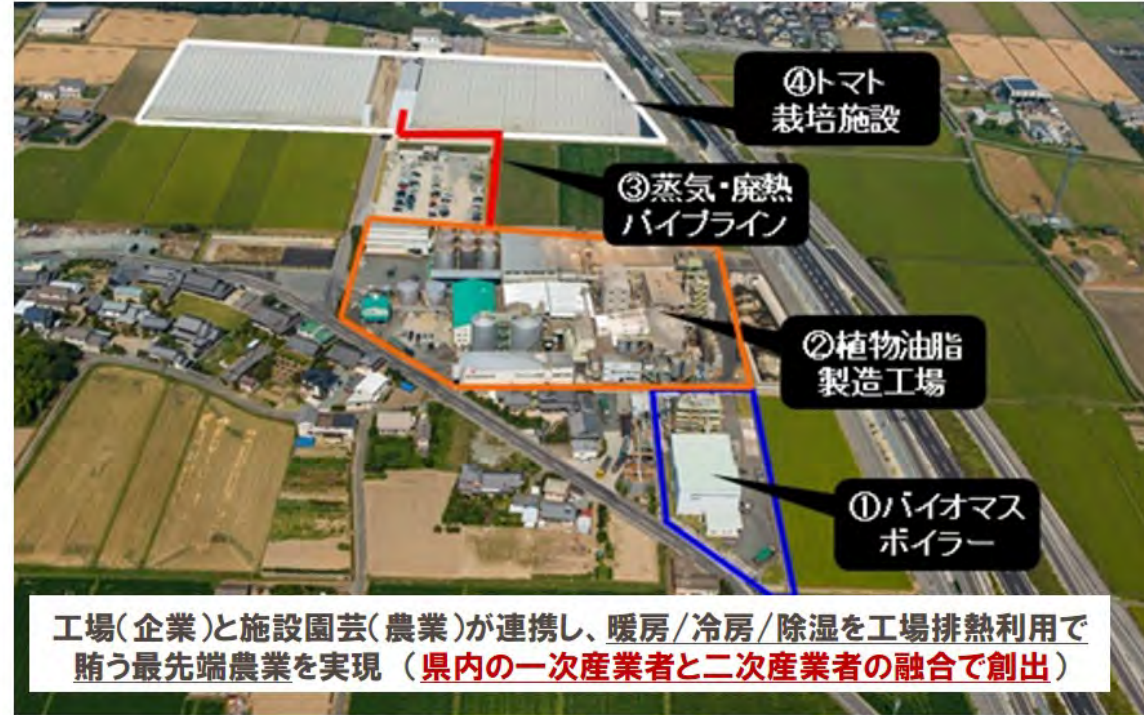 ④トマト
栽培施設
③蒸気・廃熱
パイプライン
②植物油脂
製造工場
①バイオマス
ボイラー
工場(企業)と施設園芸(農業)が連携し、暖房/冷房/除湿を工場排熱利用で
賄う最先端農業を実現 (県内の一次産業者と二次産業者の融合で創出)